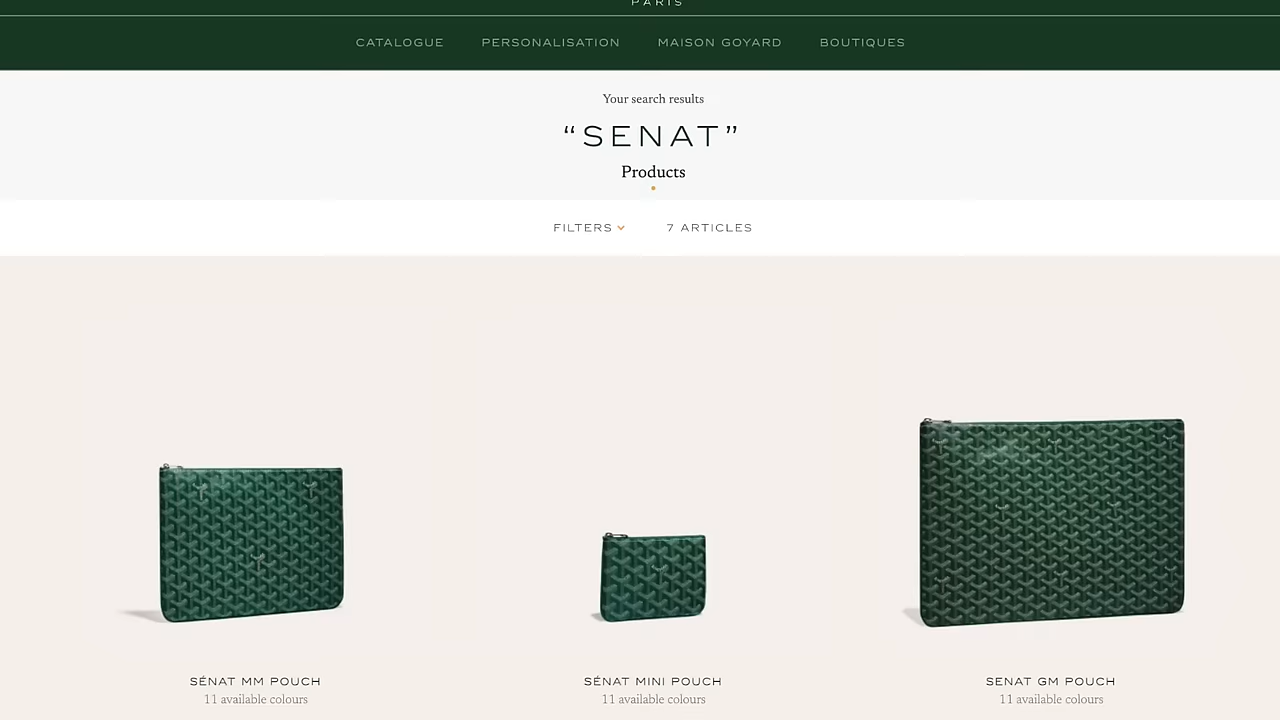 PARIS
CATALOGUE PERSONALISATION MAISON GOYARD BOUTIQUES
Your search results
“SENAT”
Products
FILTERS 7 ARTICLES
SÉNAT MM POUCH SÉNAT MINI POUCH SENAT GM POUCH
11 available colours 11 available colours 11 available colours